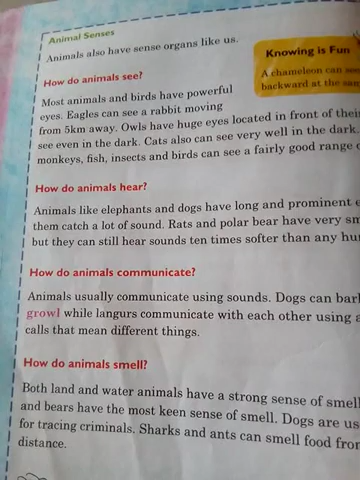 Animal Senses
Animals also have sense organs like us.
Knowing is Fun
A chameleon can see
backward at the same
How do animals see?
Most animals and birds have powerful
eyes. Eagles can see a rabbit moving
from 5km away. Owls have huge eyes located in front of their
see even in the dark. Cats also can see very well in the dark.
monkeys, fish, insects and birds can see a fairly good range
How do animals hear?
Animals like elephants and dogs have long and prominent
them catch a lot of sound. Rats and polar bear have very
but they can still hear sounds ten times softer than any
How do animals communicate?
Animals usually communicate using sounds. Dogs can
growl while langurs communicate with each other using
calls that mean different things.
How do animals smell?
Both land and water animals have a strong sense of smell
and bears have the most keen sense of smell. Dogs are
for tracing criminals. Sharks and ants can smell food from
distance.